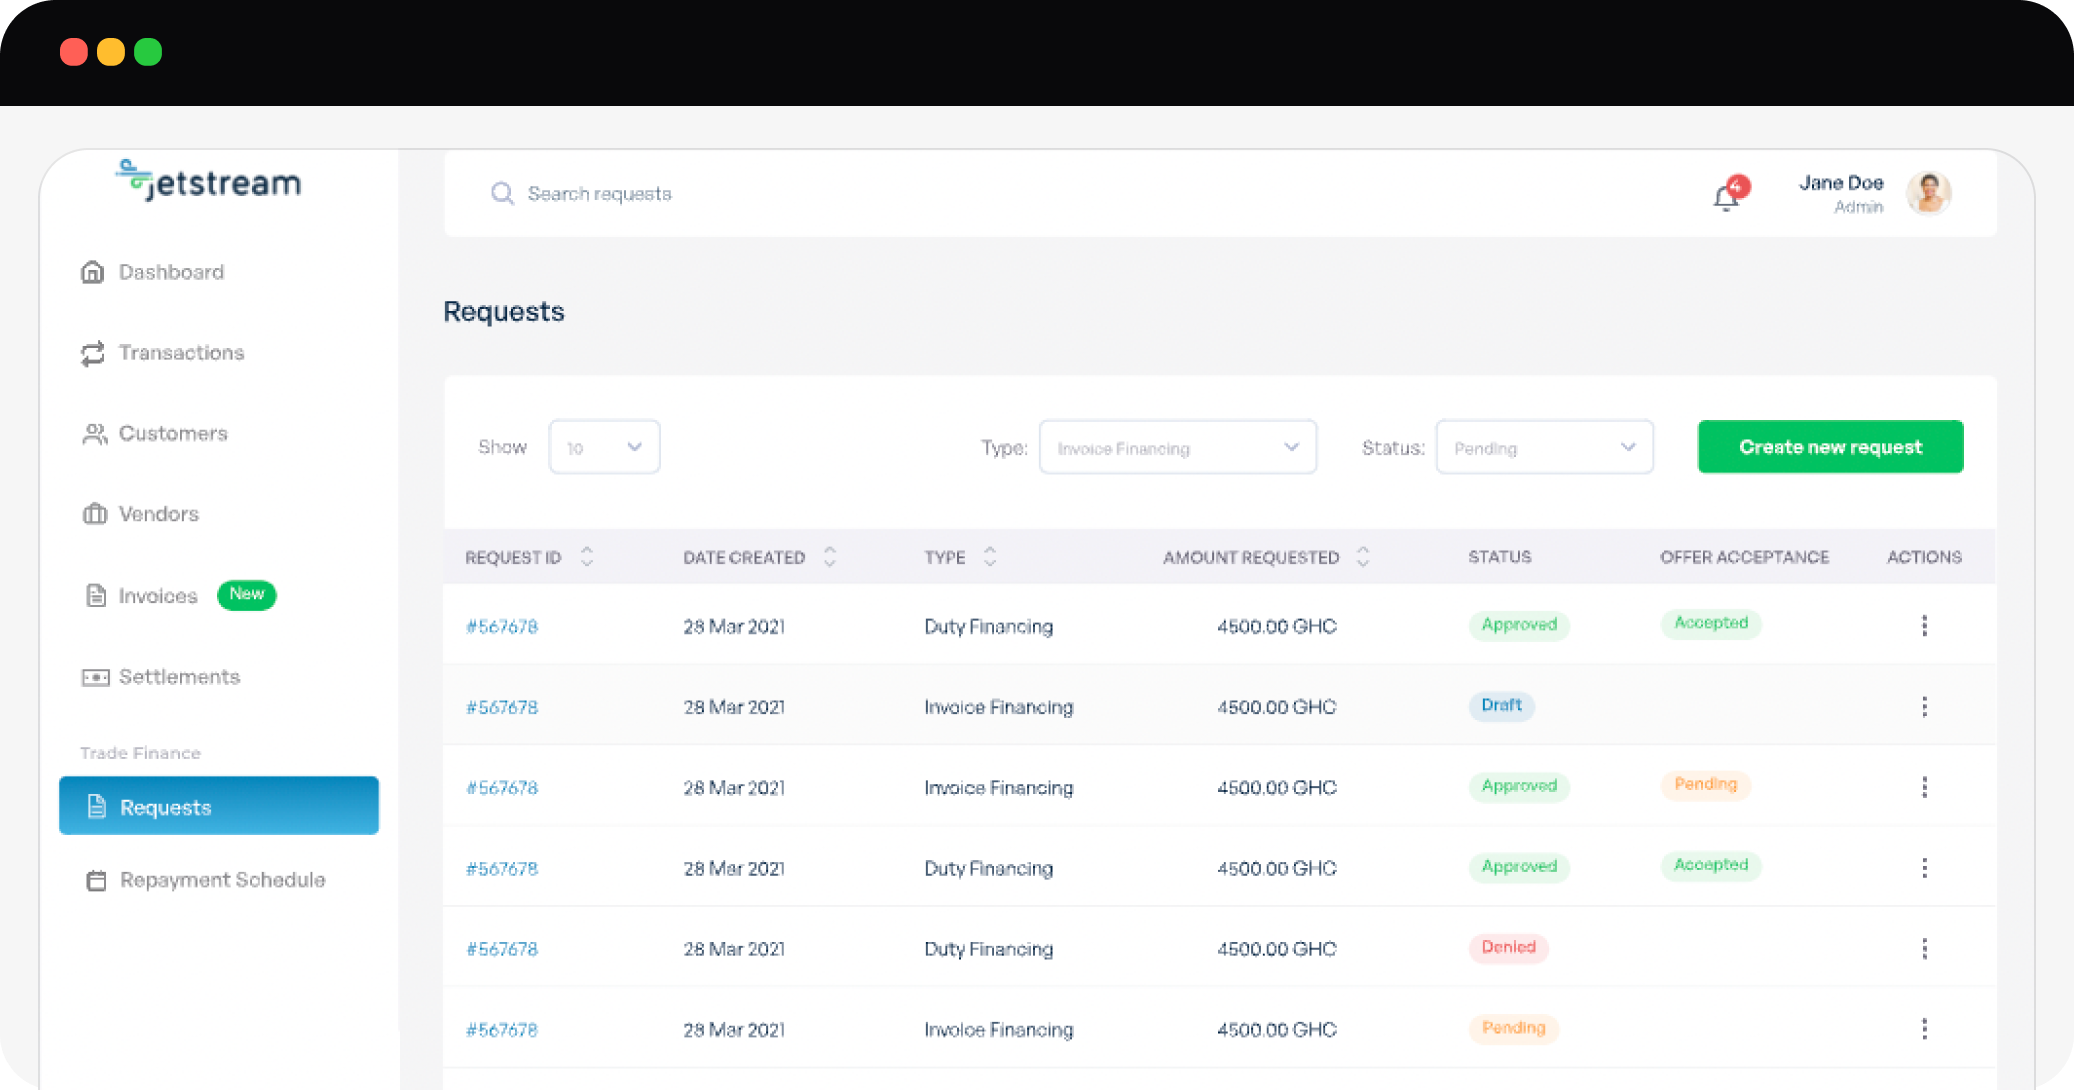 jetstream
Search requests
4
Jane Doe
Admin
Dashboard
Transactions
Customers
Vendors
Invoices New
Settlements
Trade Finance
Requests
Repayment Schedule
Requests
Show 10 Type: Invoice Financing Status: Pending Create new request
REQUEST ID DATE CREATED TYPE AMOUNT REQUESTED STATUS OFFER ACCEPTANCE ACTIONS
#567678 28 Mar 2021 Duty Financing 4500.00 GHC Approved Accepted
#567678 28 Mar 2021 Invoice Financing 4500.00 GHC Draft
#567678 28 Mar 2021 Invoice Financing 4500.00 GHC Approved Pending
#567678 28 Mar 2021 Duty Financing 4500.00 GHC Approved Accepted
#567678 28 Mar 2021 Duty Financing 4500.00 GHC Denied
#567678 28 Mar 2021 Invoice Financing 4500.00 GHC Pending